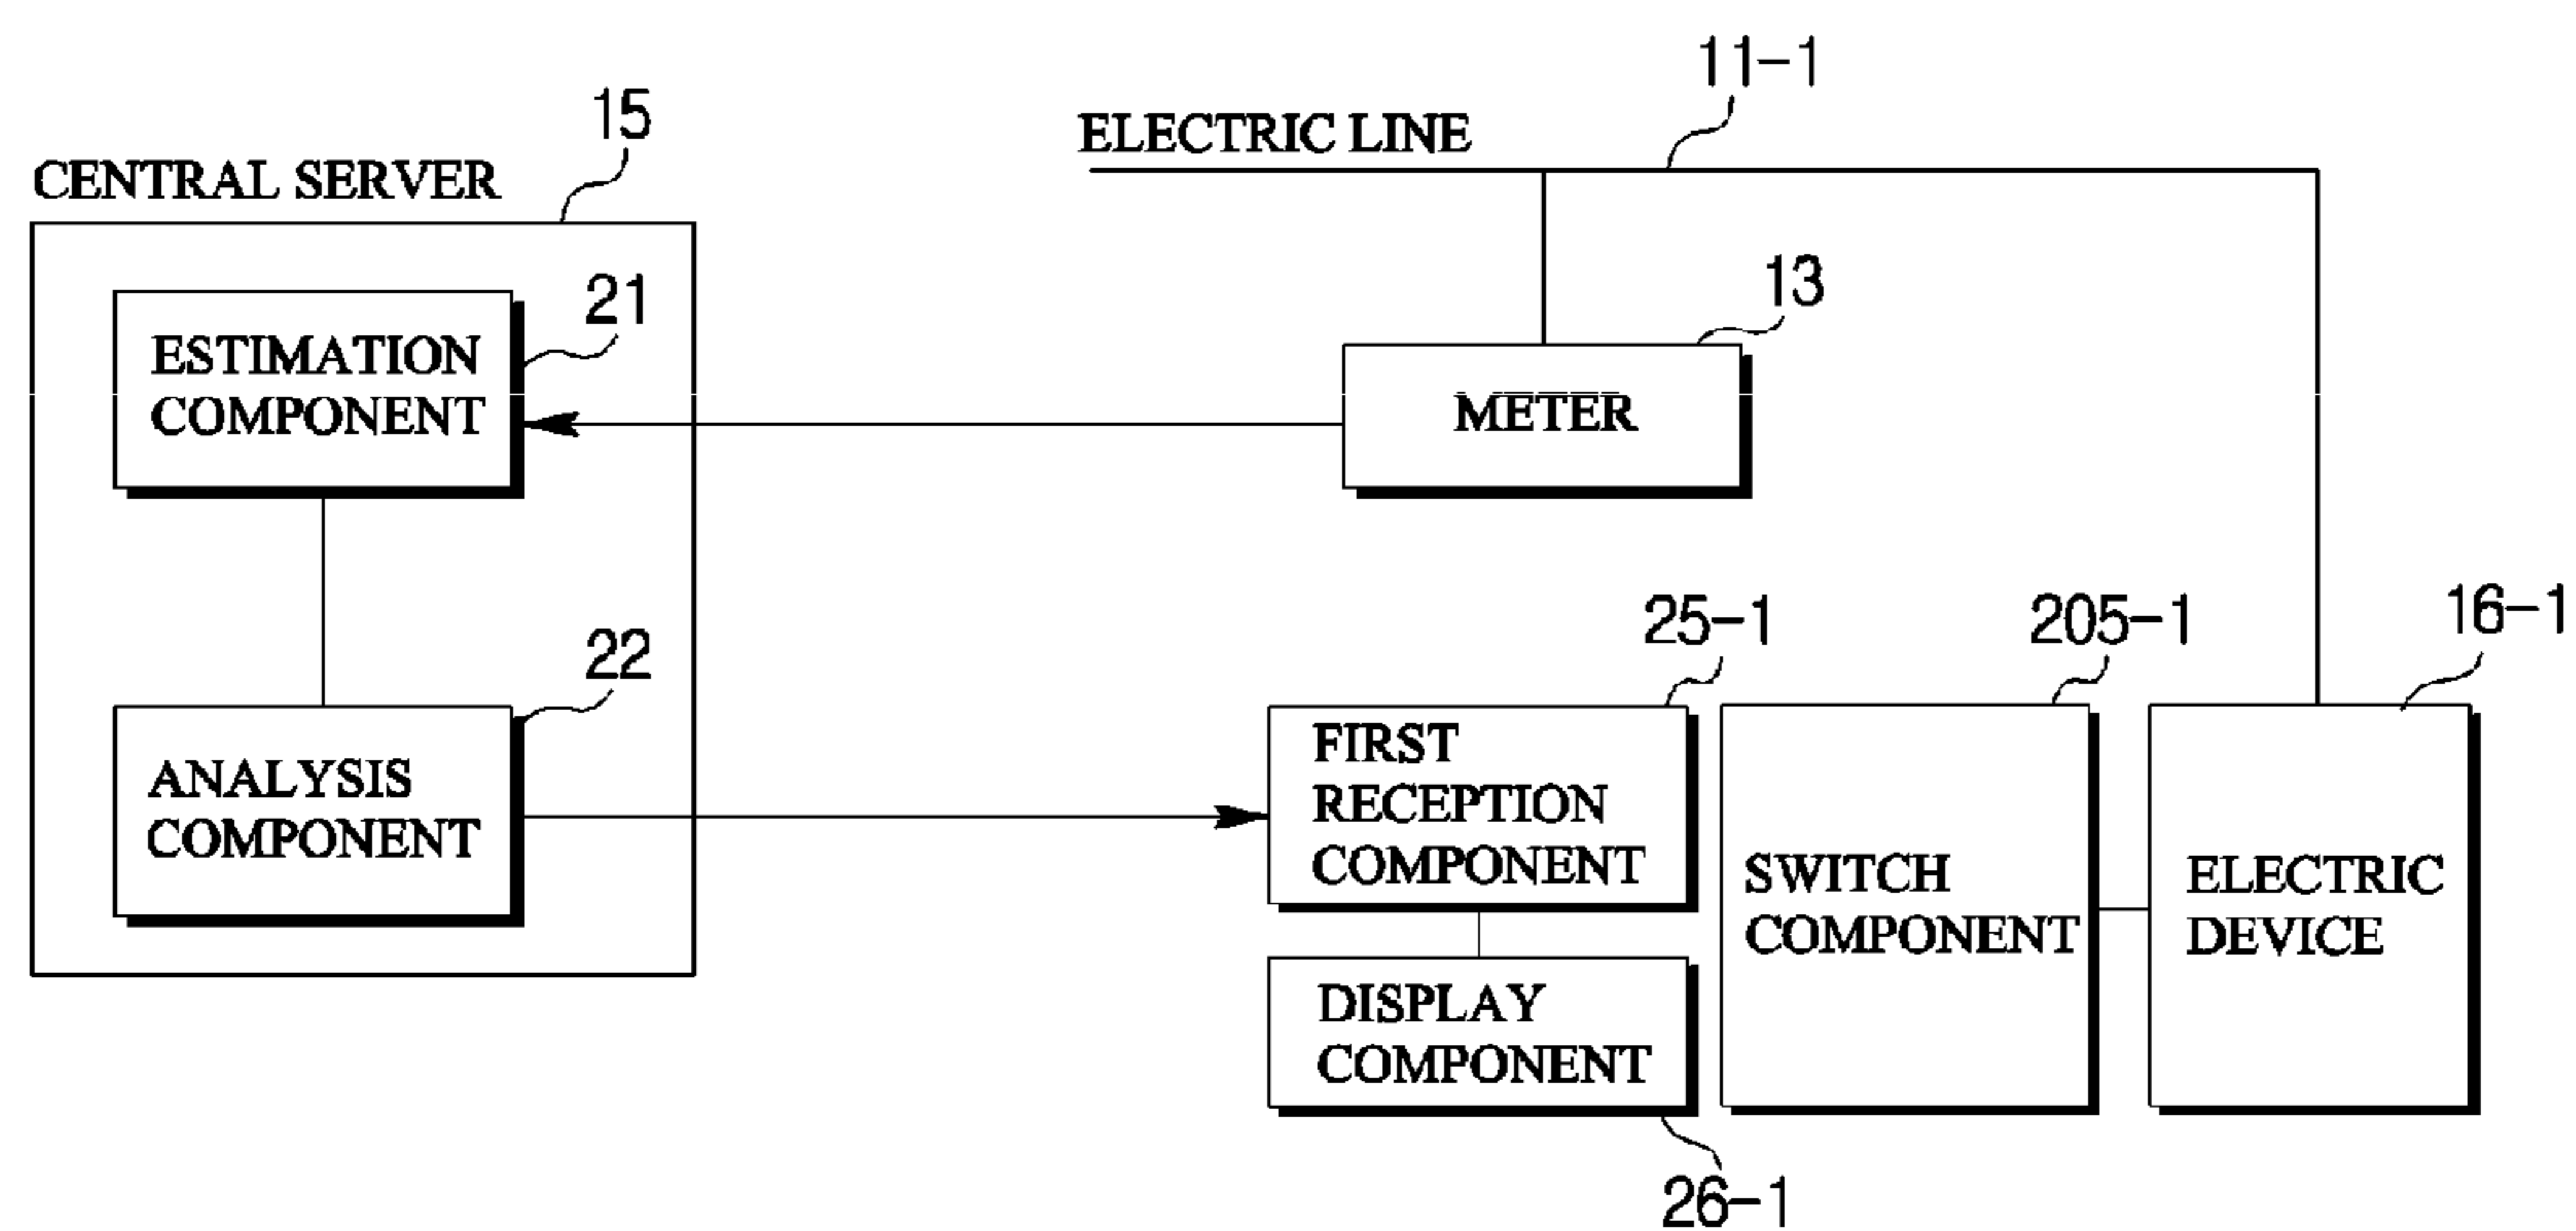 11-1
15
ELECTRIC LINE
CENTRAL SERVER
13
21
ESTIMATION
COMPONENT
METER
25-1
205-1
16-1
22
FIRST
RECEPTION
COMPONENT
ANALYSIS
COMPONENT
SWITCH
COMPONENT
ELECTRIC
DEVICE
DISPLAY
COMPONENT
26-1